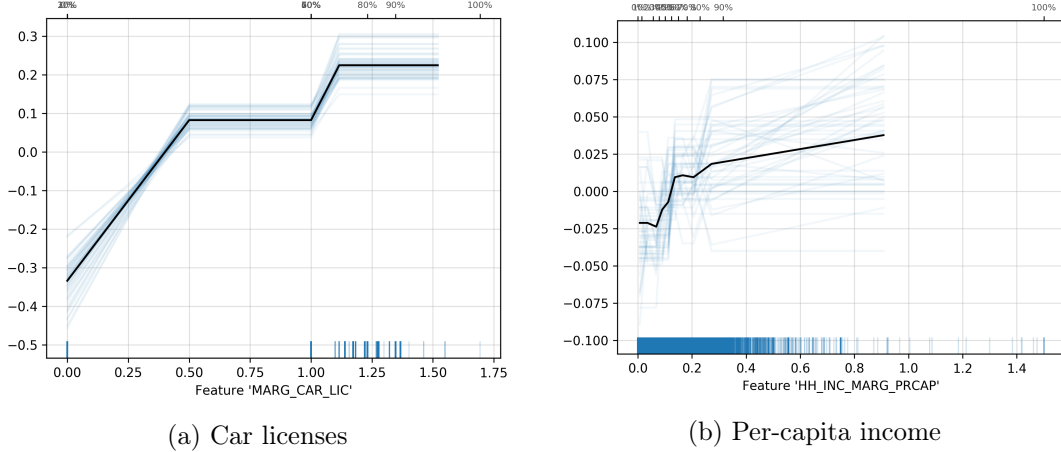 80% 90% 100%
0.3
0.2
0.1
0.0
−0.1
−0.2
−0.3
−0.4
−0.5
0.00 0.25 0.50 0.75 1.00 1.25 1.50 1.75
Feature 'MARG_CAR_LIC'
(a) Car licenses
90% 100%
0.100
0.075
0.050
0.025
0.000
−0.025
−0.050
−0.075
−0.100
0.0 0.2 0.4 0.6 0.8 1.0 1.2 1.4
Feature 'HH_INC_MARG_PRCAP'
(b) Per-capita income